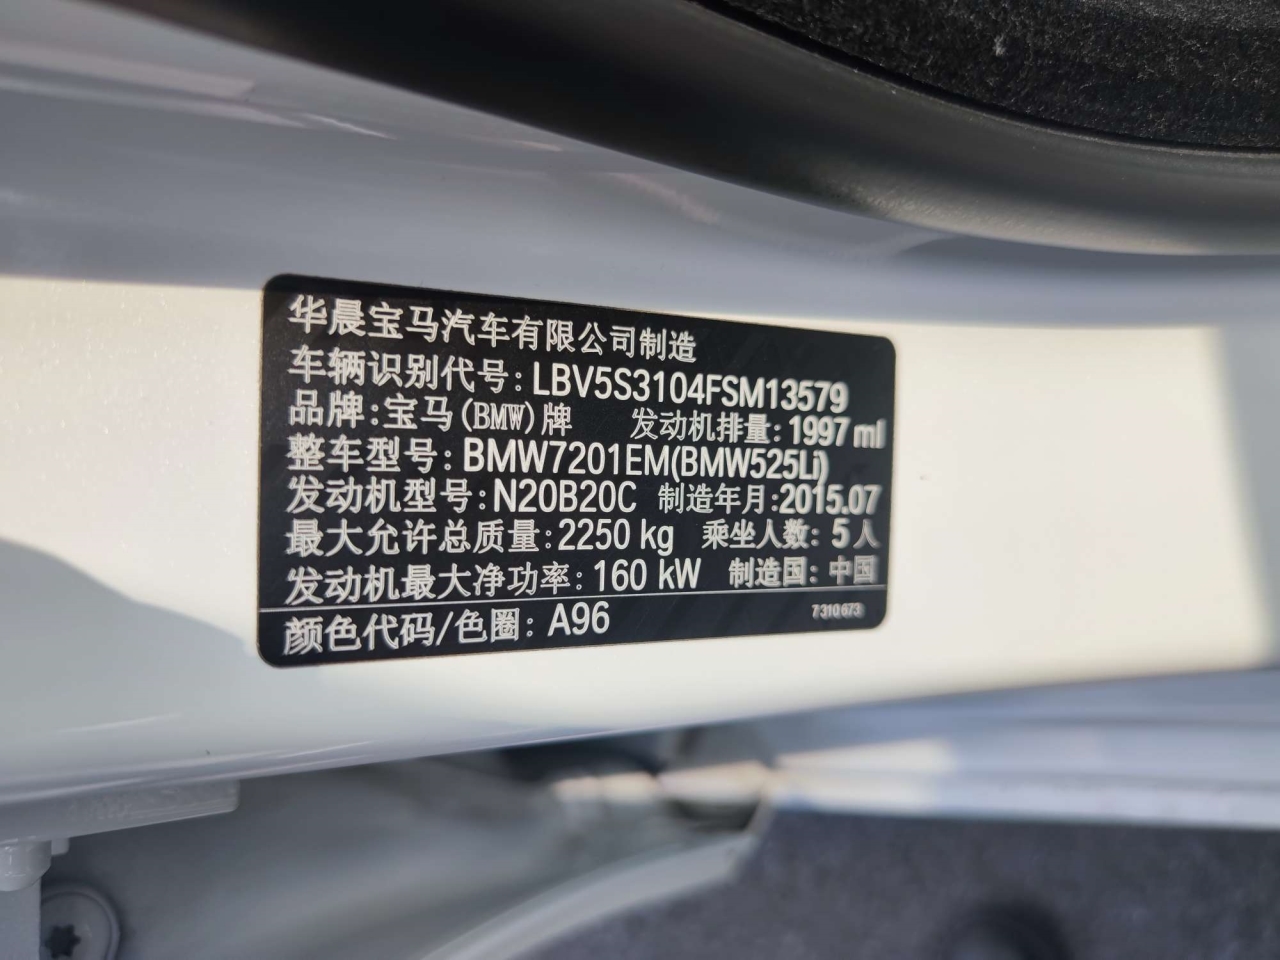 华晨宝马汽车有限公司制造
车辆识别代号:LBV5S3104FSM13579
品牌:宝马(BMW)牌 发动机排量:1997 ml
整车型号:BMW7201EM(BMW525Li)
发动机型号:N20B20C 制造年月:2015.07
最大允许总质量:2250 kg 乘坐人数:5人
发动机最大净功率:160 kW 制造国:中国
颜色代码/色圈:A96 7310673